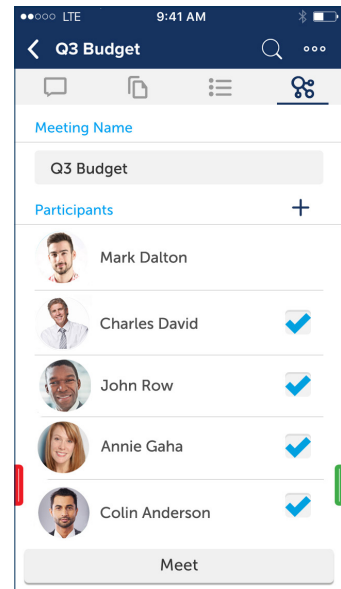 LTE 9:41 AM
Q3 Budget
Meeting Name
Q3 Budget
Participants
Mark Dalton
Charles David
John Row
Annie Gaha
Colin Anderson
Meet